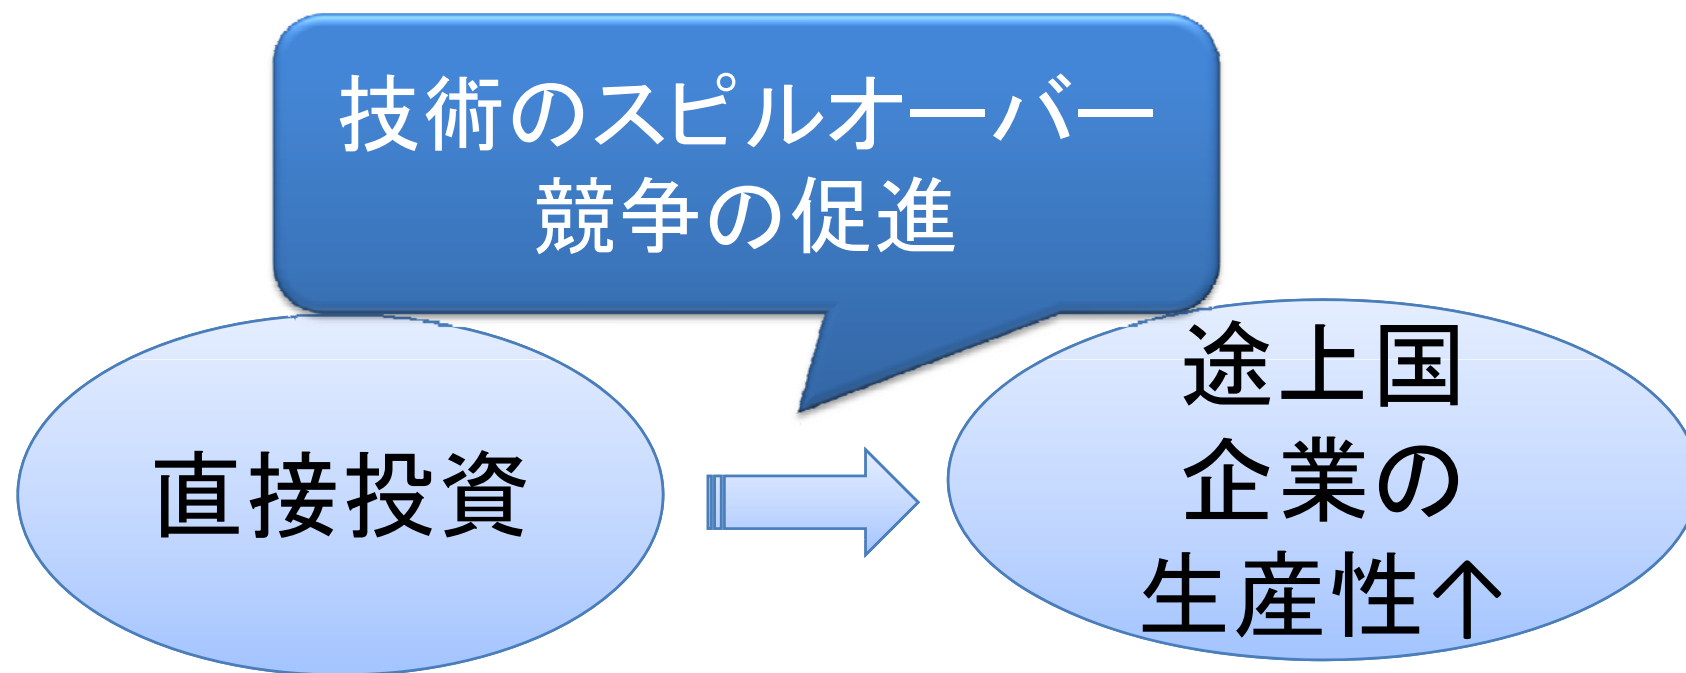 技術のスピルオーバー
競争の促進
直接投資
途上国
企業の
生産性↑